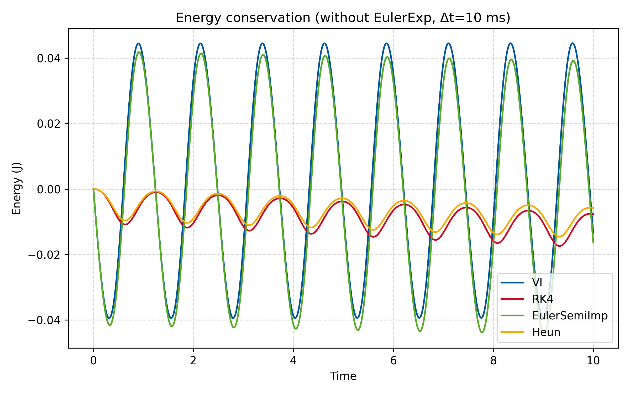 Energy conservation (without EulerExp, Δt=10 ms)
Energy (J)
0.04
0.02
0.00
−0.02
−0.04
0
2
4
6
8
10
Time
VI
RK4
EulerSemiImp
Heun